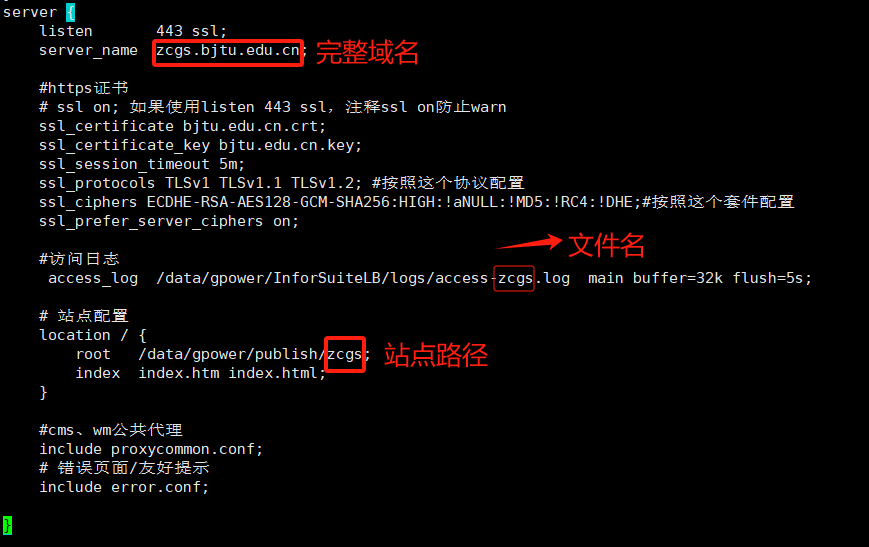 server {
listen 443 ssl;
server_name zcgs.bjtu.edu.cn; 完整域名
#https证书
# ssl on; 如果使用listen 443 ssl，注释ssl on防止warn
ssl_certificate bjtu.edu.cn.crt;
ssl_certificate_key bjtu.edu.cn.key;
ssl_session_timeout 5m;
ssl_protocols TLSv1 TLSv1.1 TLSv1.2; #按照这个协议配置
ssl_ciphers ECDHE-RSA-AES128-GCM-SHA256:HIGH:!aNULL:!MD5:!RC4:!DHE;#按照这个套件配置
ssl_prefer_server_ciphers on;
文件名
#访问日志
access_log /data/gpower/InforSuiteLB/logs/access-zcgs.log main buffer=32k flush=5s;
# 站点配置
location / {
root /data/gpower/publish/zcgs; 站点路径
index index.htm index.html;
}
#cms、wm公共代理
include proxycommon.conf;
# 错误页面/友好提示
include error.conf;
}